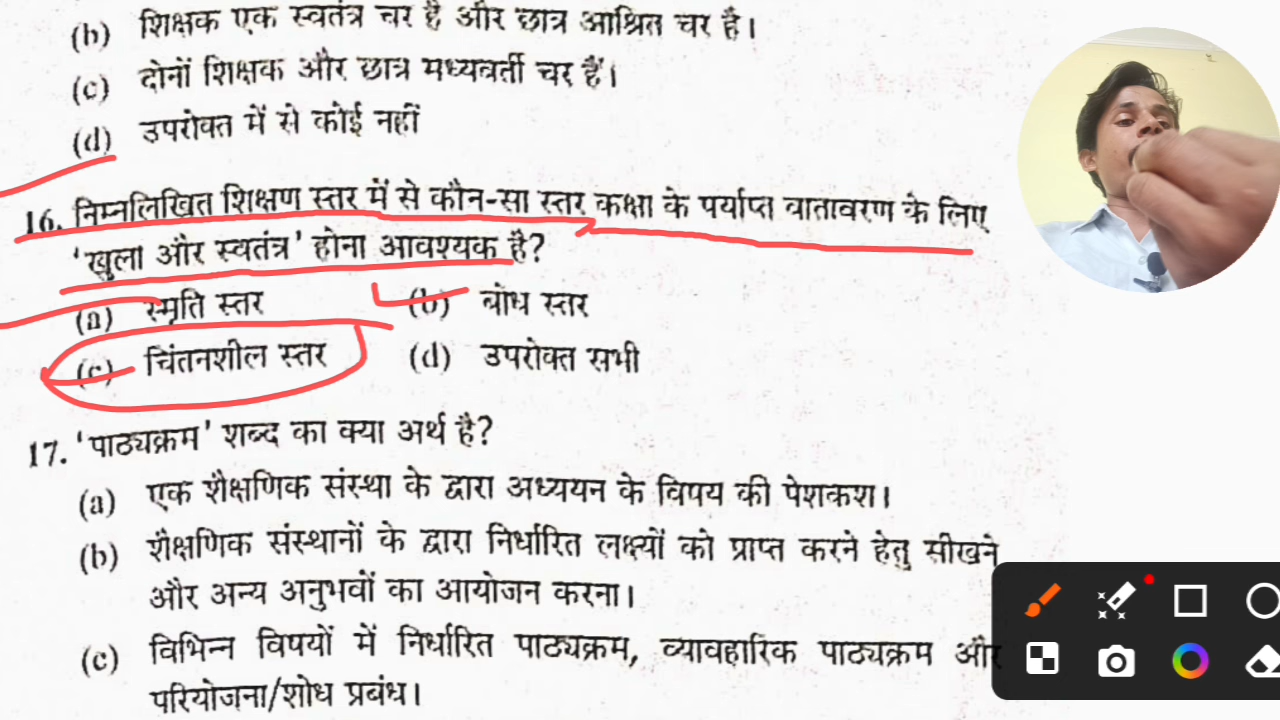 (b) शिक्षक एक स्वतंत्र चर है और छात्र आश्रित चर है।
(c) दोनों शिक्षक और छात्र मध्यवर्ती चर हैं।
(d) उपरोक्त में से कोई नहीं
16. निम्नलिखित शिक्षण स्तर में से कौन-सा स्तर कक्षा के पर्याप्त वातावरण के लिए
'खुला और स्वतंत्र' होना आवश्यक है?
(a) स्मृति स्तर (b) बोध स्तर
(c) चिंतनशील स्तर (d) उपरोक्त सभी
17. 'पाठ्यक्रम' शब्द का क्या अर्थ है?
(a) एक शैक्षणिक संस्था के द्वारा अध्ययन के विषय की पेशकश।
(b) शैक्षणिक संस्थानों के द्वारा निर्धारित लक्ष्यों को प्राप्त करने हेतु सीखने
और अन्य अनुभवों का आयोजन करना।
(c) विभिन्न विषयों में निर्धारित पाठ्यक्रम, व्यावहारिक पाठ्यक्रम और
परियोजना/शोध प्रबंध।